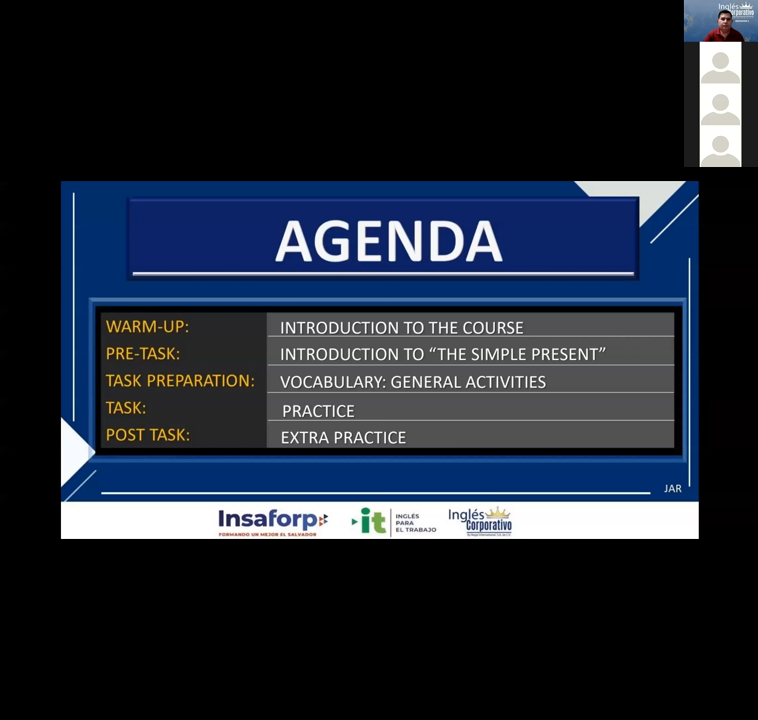 Inglés
Corporativo
AGENDA
WARM-UP: INTRODUCTION TO THE COURSE
PRE-TASK: INTRODUCTION TO “THE SIMPLE PRESENT”
TASK PREPARATION: VOCABULARY: GENERAL ACTIVITIES
TASK: PRACTICE
POST TASK: EXTRA PRACTICE
JAR
Insaforp
FORMANDO UN MEJOR EL SALVADOR
it
INGLES
PARA
EL TRABAJO
Inglés
Corporativo